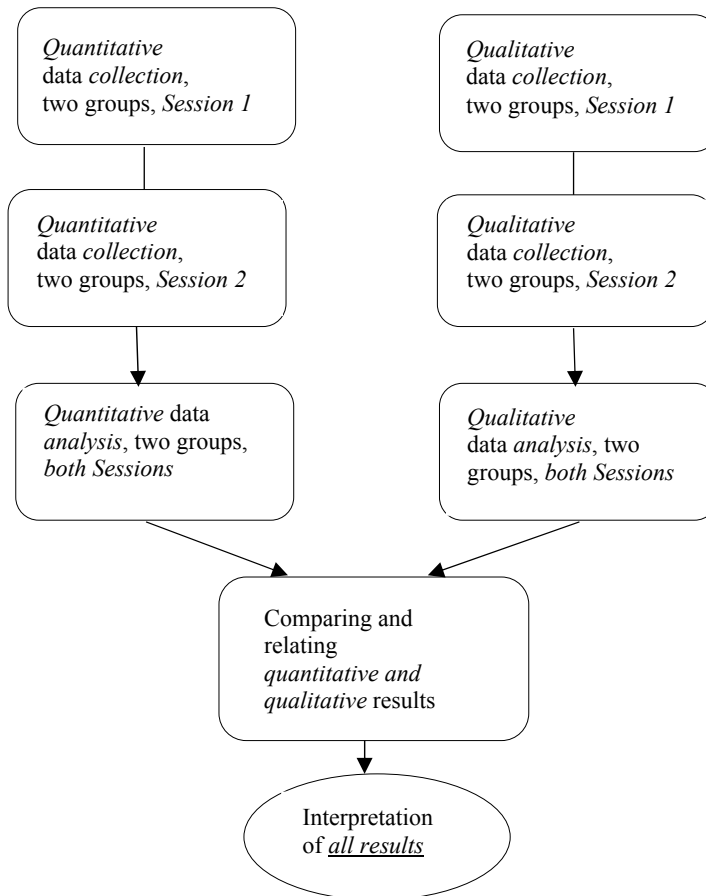 Quantitative
data collection,
two groups, Session 1
Qualitative
data collection,
two groups, Session 1
Quantitative
data collection,
two groups, Session 2
Qualitative
data collection,
two groups, Session 2
Quantitative data
analysis, two groups,
both Sessions
Qualitative
data analysis, two
groups, both Sessions
Comparing and
relating
quantitative and
qualitative results
Interpretation
of all results